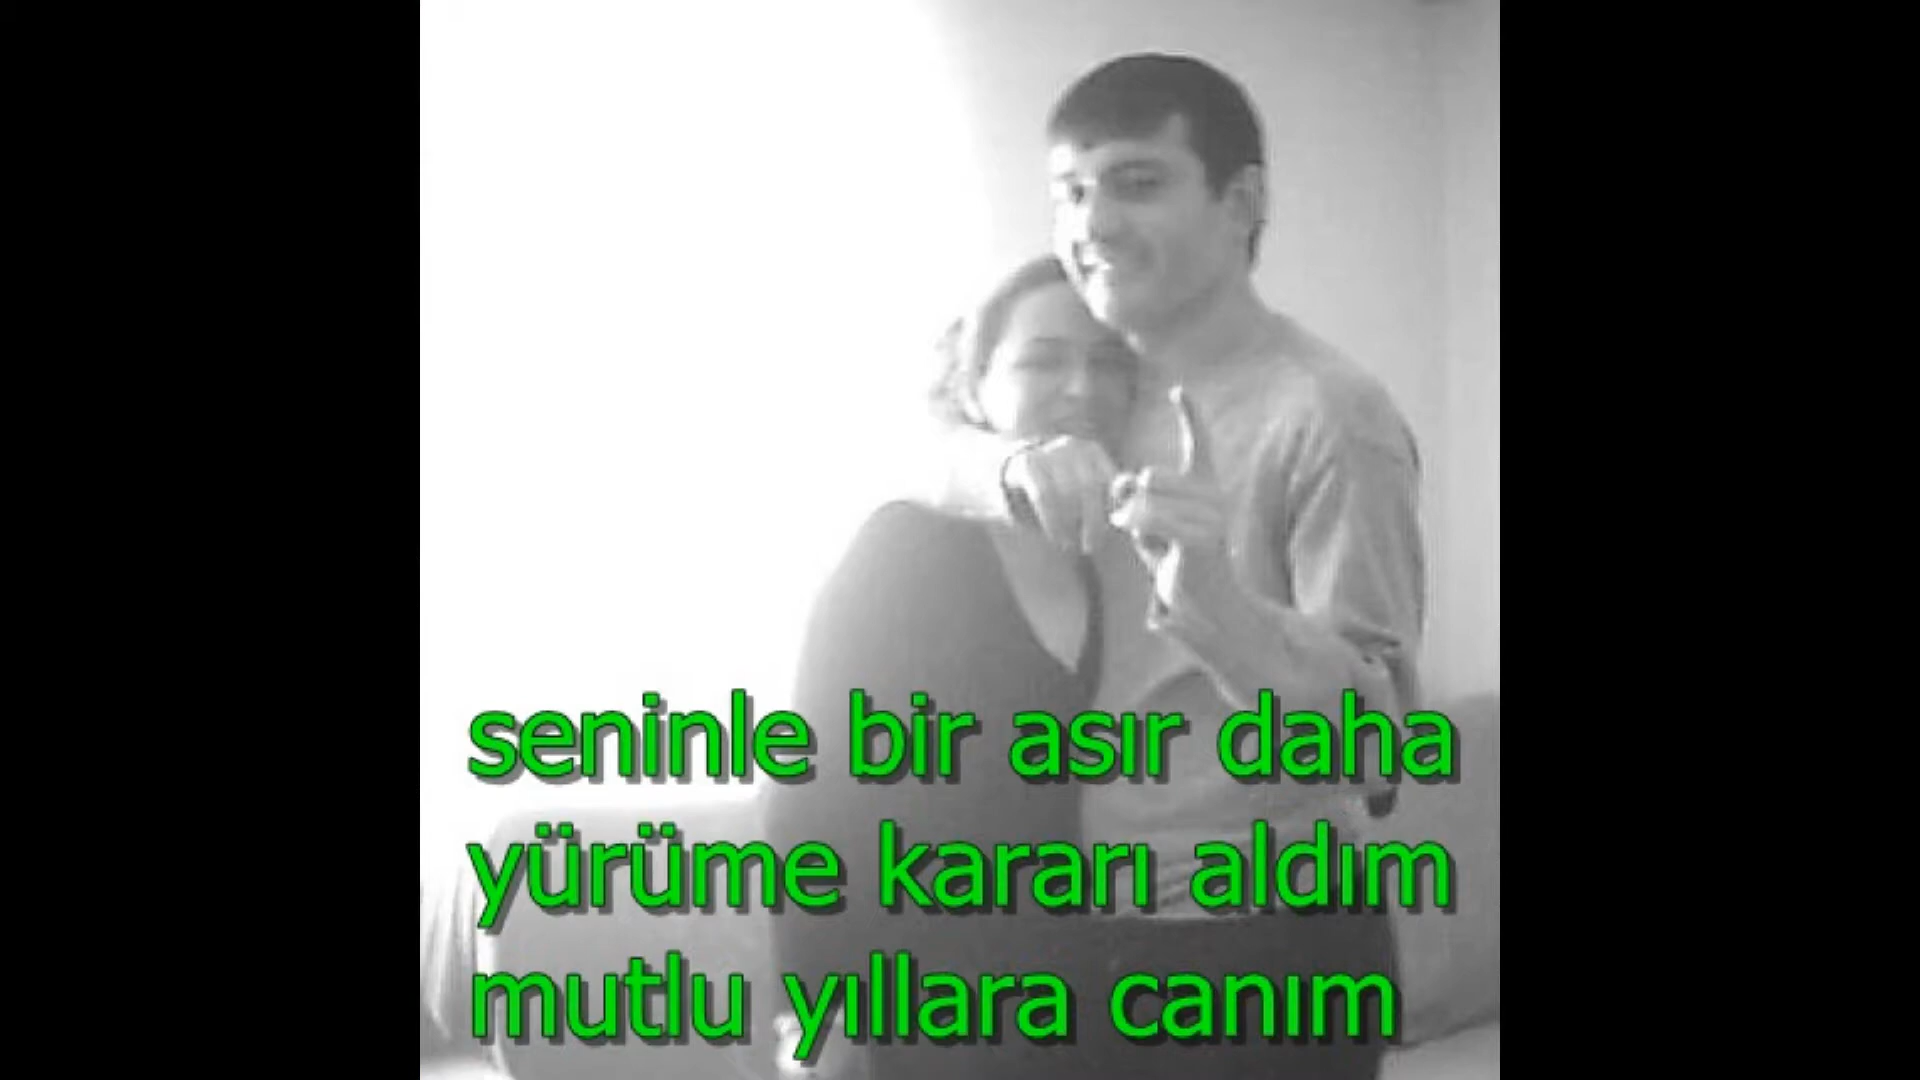 seninle bir asır daha
yürüme kararı aldım
mutlu yıllara canım